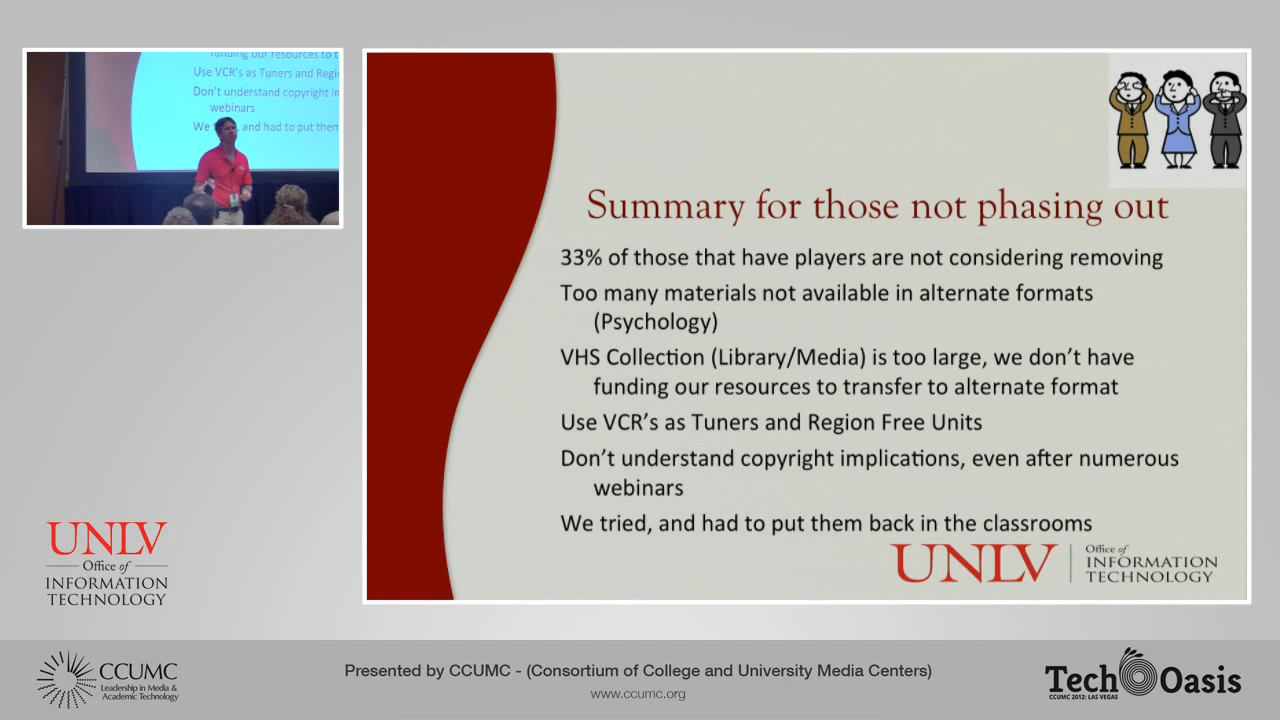 funding our resources to t
Use VCR's as Tuners and Regi
Don't understand copyright in
webinars
We t , and had to put them
Summary for those not phasing out
33% of those that have players are not considering removing
Too many materials not available in alternate formats
(Psychology)
VHS Collection (Library/Media) is too large, we don't have
funding our resources to transfer to alternate format
Use VCR's as Tuners and Region Free Units
Don't understand copyright implications, even after numerous
webinars
We tried, and had to put them back in the classrooms
UNLV
Office of
INFORMATION
TECHNOLOGY
UNLV
Office of
INFORMATION
TECHNOLOGY
CCUMC
Leadership in Media &
Academic Technology
Presented by CCUMC - (Consortium of College and University Media Centers)
www.ccumc.org
Tech Oasis
CCUMC 2012: LAS VEGAS